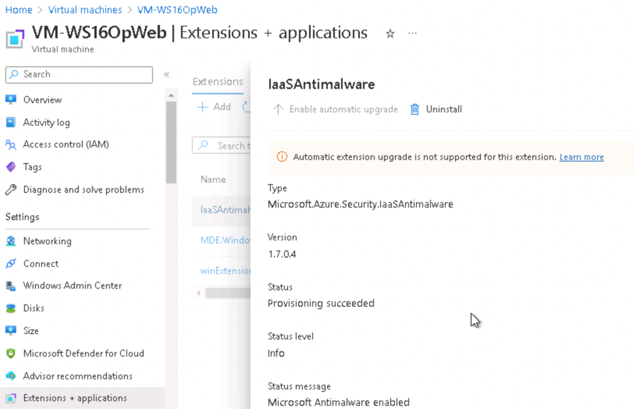 Home > Virtual machines > VM-WS16OpWeb
VM-WS16OpWeb | Extensions + applications ☆ ...
Virtual machine
Search
«
Overview
Activity log
Access control (IAM)
Tags
Diagnose and solve problems
Settings
Networking
Connect
Windows Admin Center
Disks
Size
Microsoft Defender for Cloud
Advisor recommendations
Extensions + applications
Extensions
+ Add
Search t
Name
IaaSAntimal
MDE.Windo
winExtension
IaaSAntimalware
Enable automatic upgrade Uninstall
Automatic extension upgrade is not supported for this extension. Learn more
Type
Microsoft.Azure.Security.IaaSAntimalware
Version
1.7.0.4
Status
Provisioning succeeded
Status level
Info
Status message
Microsoft Antimalware enabled